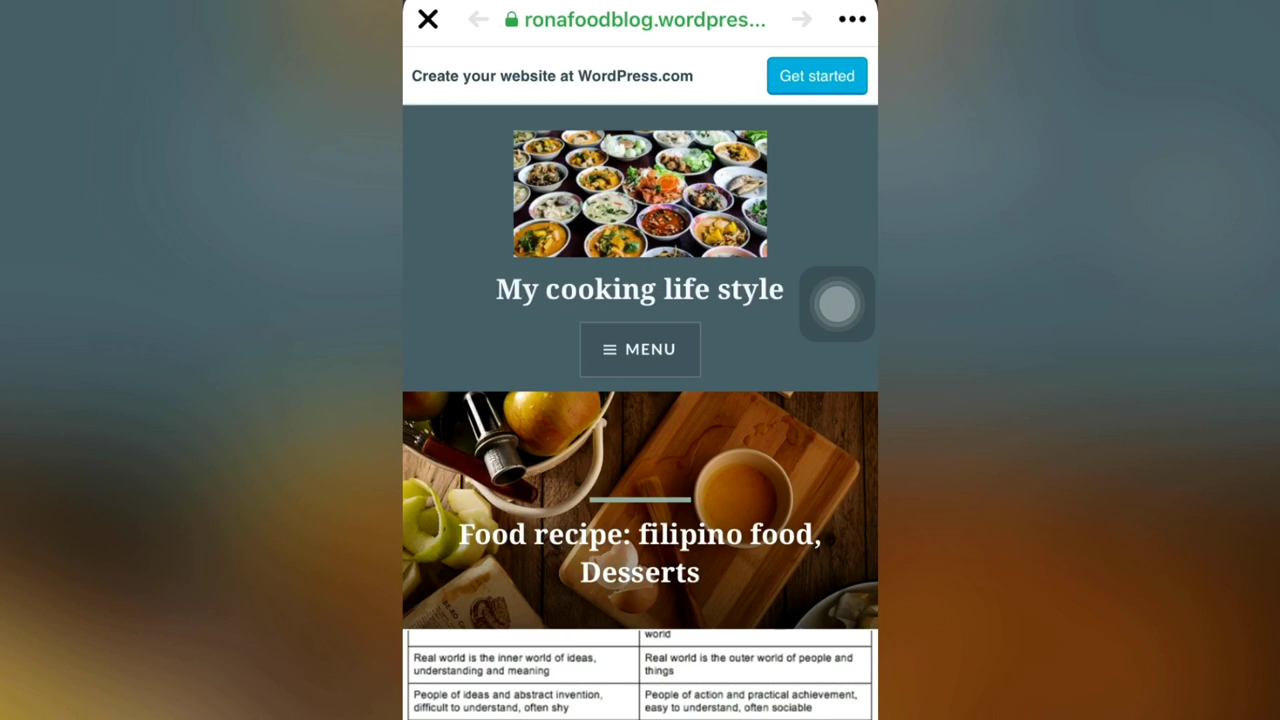 ronafoodblog.wordpres...
Create your website at WordPress.com
Get started
My cooking life style
MENU
Food recipe: filipino food,
Desserts
world
Real world is the inner world of ideas,
understanding and meaning
Real world is the outer world of people and
things
People of ideas and abstract invention,
difficult to understand, often shy
People of action and practical achievement,
easy to understand, often sociable